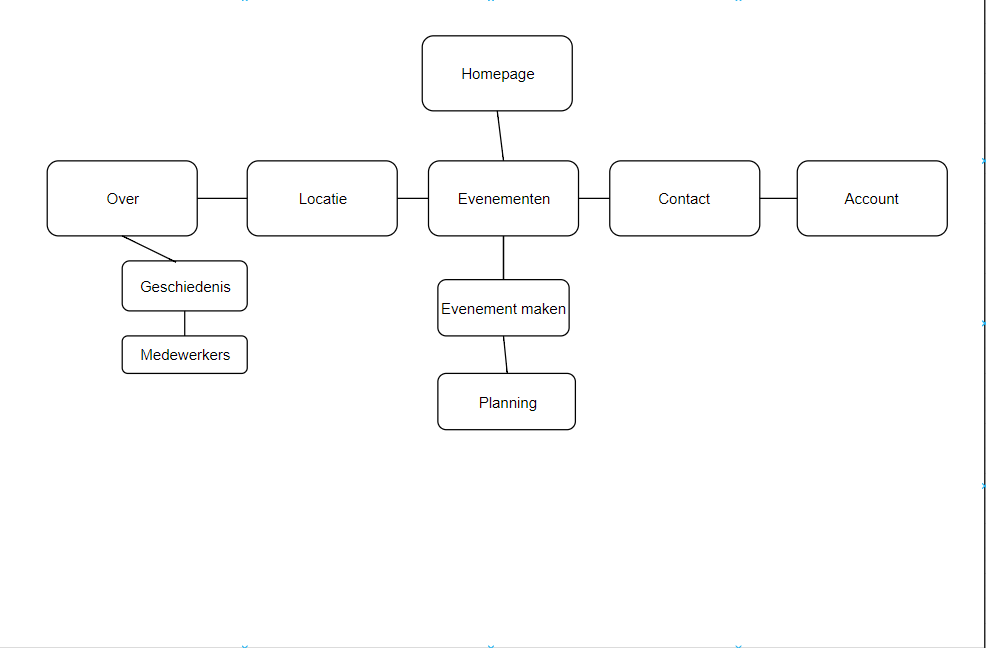 Homepage
Over
Locatie
Evenementen
Contact
Account
Geschiedenis
Evenement maken
Medewerkers
Planning